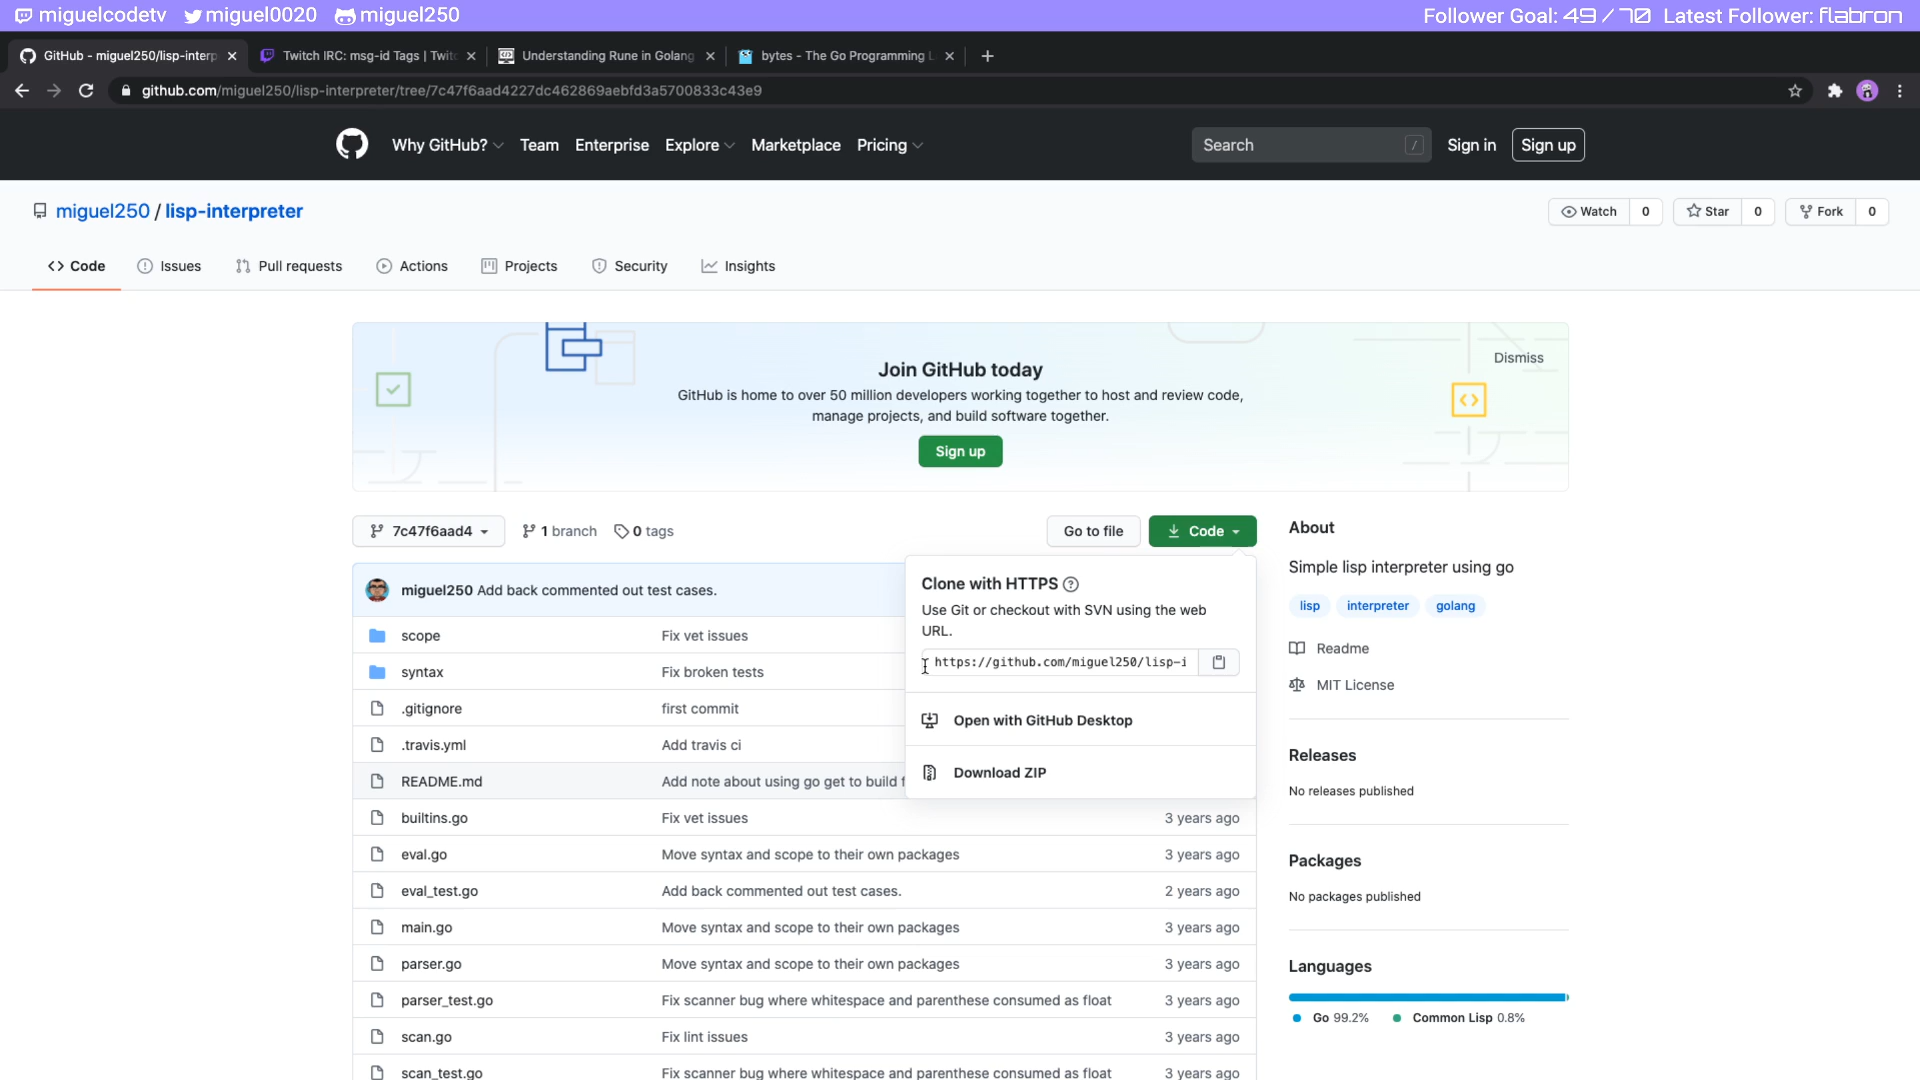 miguelcodetv miguel0020 miguel250 Follower Goal: 49 / 70 Latest Follower: flabron
GitHub - miguel250/lisp-interp Twitch IRC: msg-id Tags | Twitc Understanding Rune in Golang bytes - The Go Programming L
github.com/miguel250/lisp-interpreter/tree/7c47f6aad4227dc462869aebfd3a5700833c43e9
Why GitHub? Team Enterprise Explore Marketplace Pricing Search / Sign in Sign up
miguel250 / lisp-interpreter Watch 0 Star 0 Fork 0
Code Issues Pull requests Actions Projects Security Insights
Dismiss
Join GitHub today
GitHub is home to over 50 million developers working together to host and review code,
manage projects, and build software together.
Sign up
7c47f6aad4 1 branch 0 tags Go to file Code
About
Simple lisp interpreter using go
lisp interpreter golang
Readme
MIT License
Releases
No releases published
Packages
No packages published
Languages
Go 99.2% Common Lisp 0.8%
Clone with HTTPS
Use Git or checkout with SVN using the web
URL.
https://github.com/miguel250/lisp-i
Open with GitHub Desktop
Download ZIP
miguel250 Add back commented out test cases.
scope Fix vet issues
syntax Fix broken tests
.gitignore first commit
.travis.yml Add travis ci
README.md Add note about using go get to build f
builtins.go Fix vet issues 3 years ago
eval.go Move syntax and scope to their own packages 3 years ago
eval_test.go Add back commented out test cases. 2 years ago
main.go Move syntax and scope to their own packages 3 years ago
parser.go Move syntax and scope to their own packages 3 years ago
parser_test.go Fix scanner bug where whitespace and parenthese consumed as float 3 years ago
scan.go Fix lint issues 3 years ago
scan_test.go Fix scanner bug where whitespace and parenthese consumed as float 3 years ago